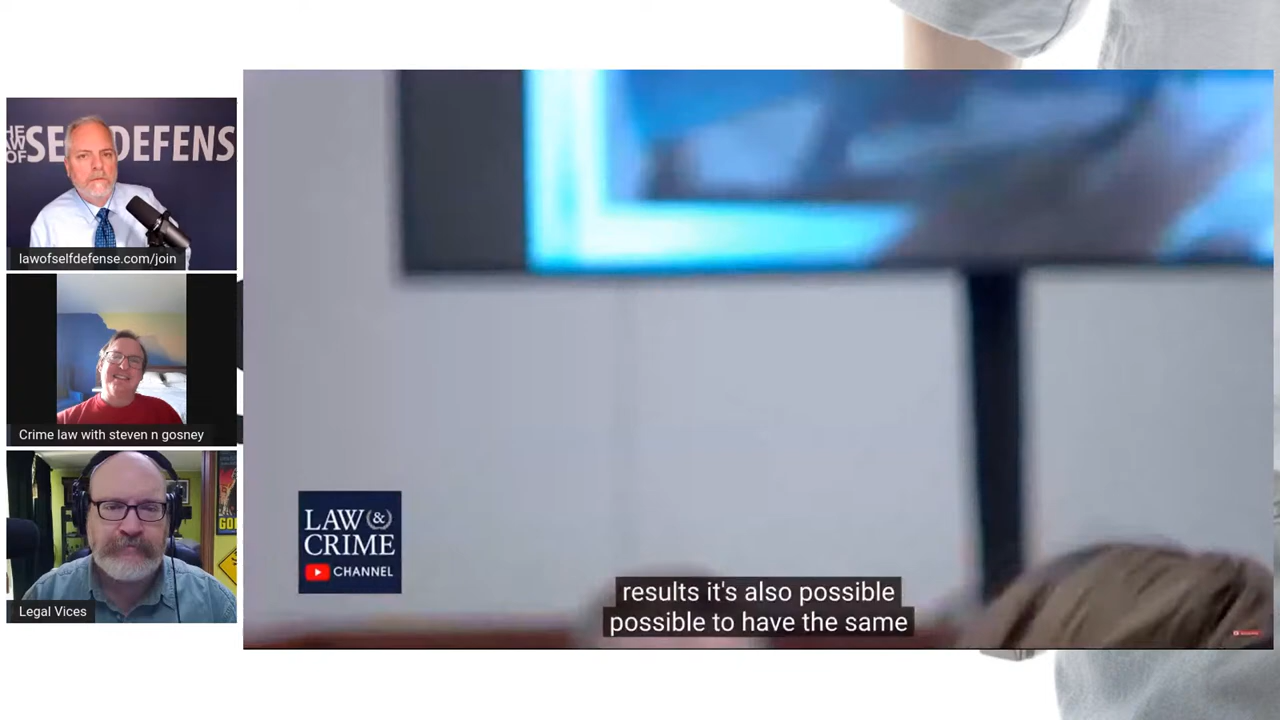 THE
LAW
OF
SELF DEFENSE
lawofselfdefense.com/join
Crime law with steven n gosney
Legal Vices
LAW &
CRIME
CHANNEL
results it's also possible
possible to have the same